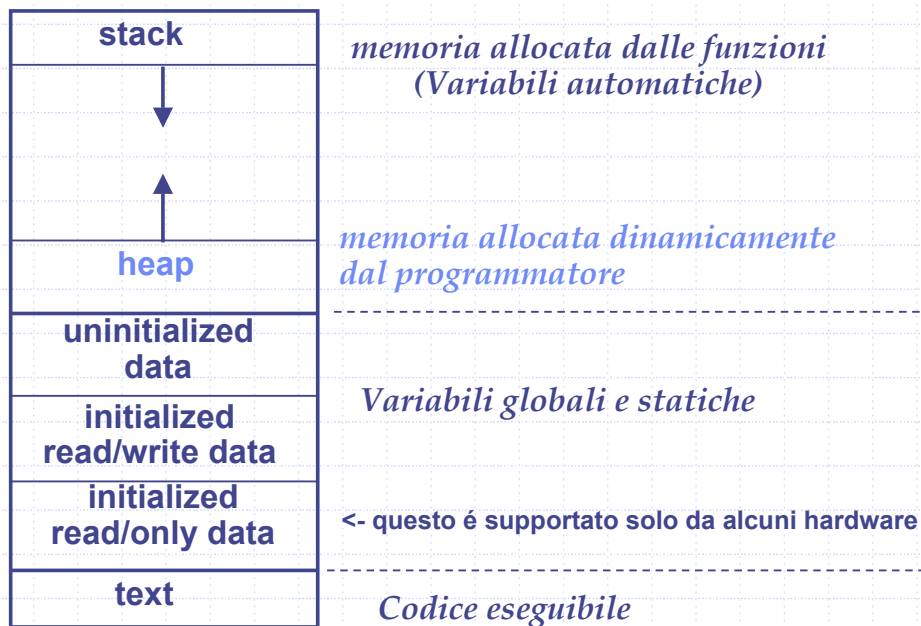 stack
memoria allocata dalle funzioni
(Variabili automatiche)
heap
memoria allocata dinamicamente
dal programmatore
uninitialized
data
initialized
read/write data
Variabili globali e statiche
initialized
read/only data
<- questo é supportato solo da alcuni hardware
text
Codice eseguibile